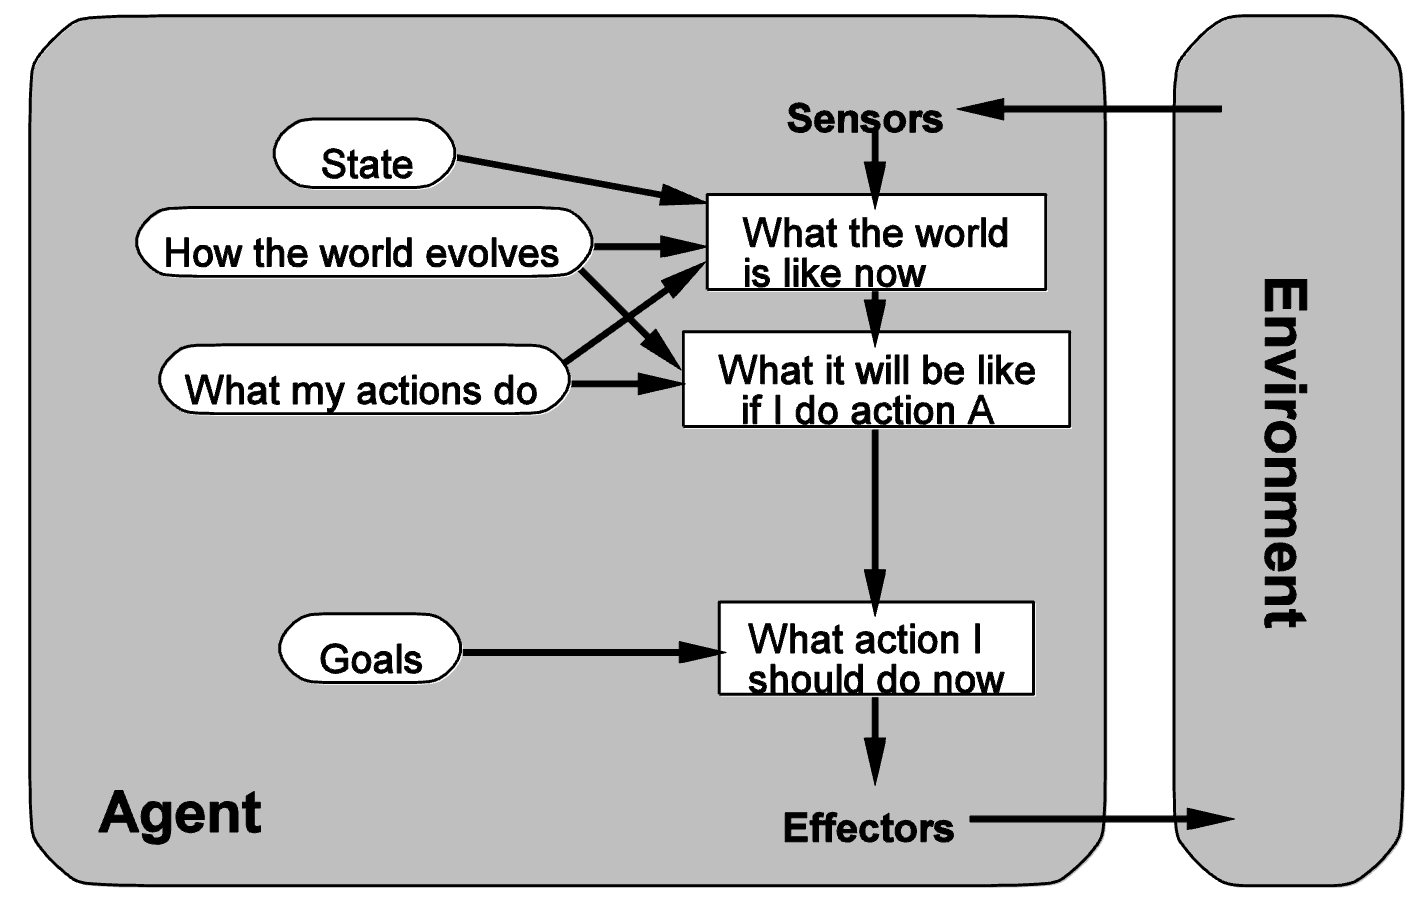 Sensors
State
What the world
is like now
How the world evolves
What it will be like
if I do action A
What my actions do
What action I
should do now
Goals
Agent
Effectors
Environment